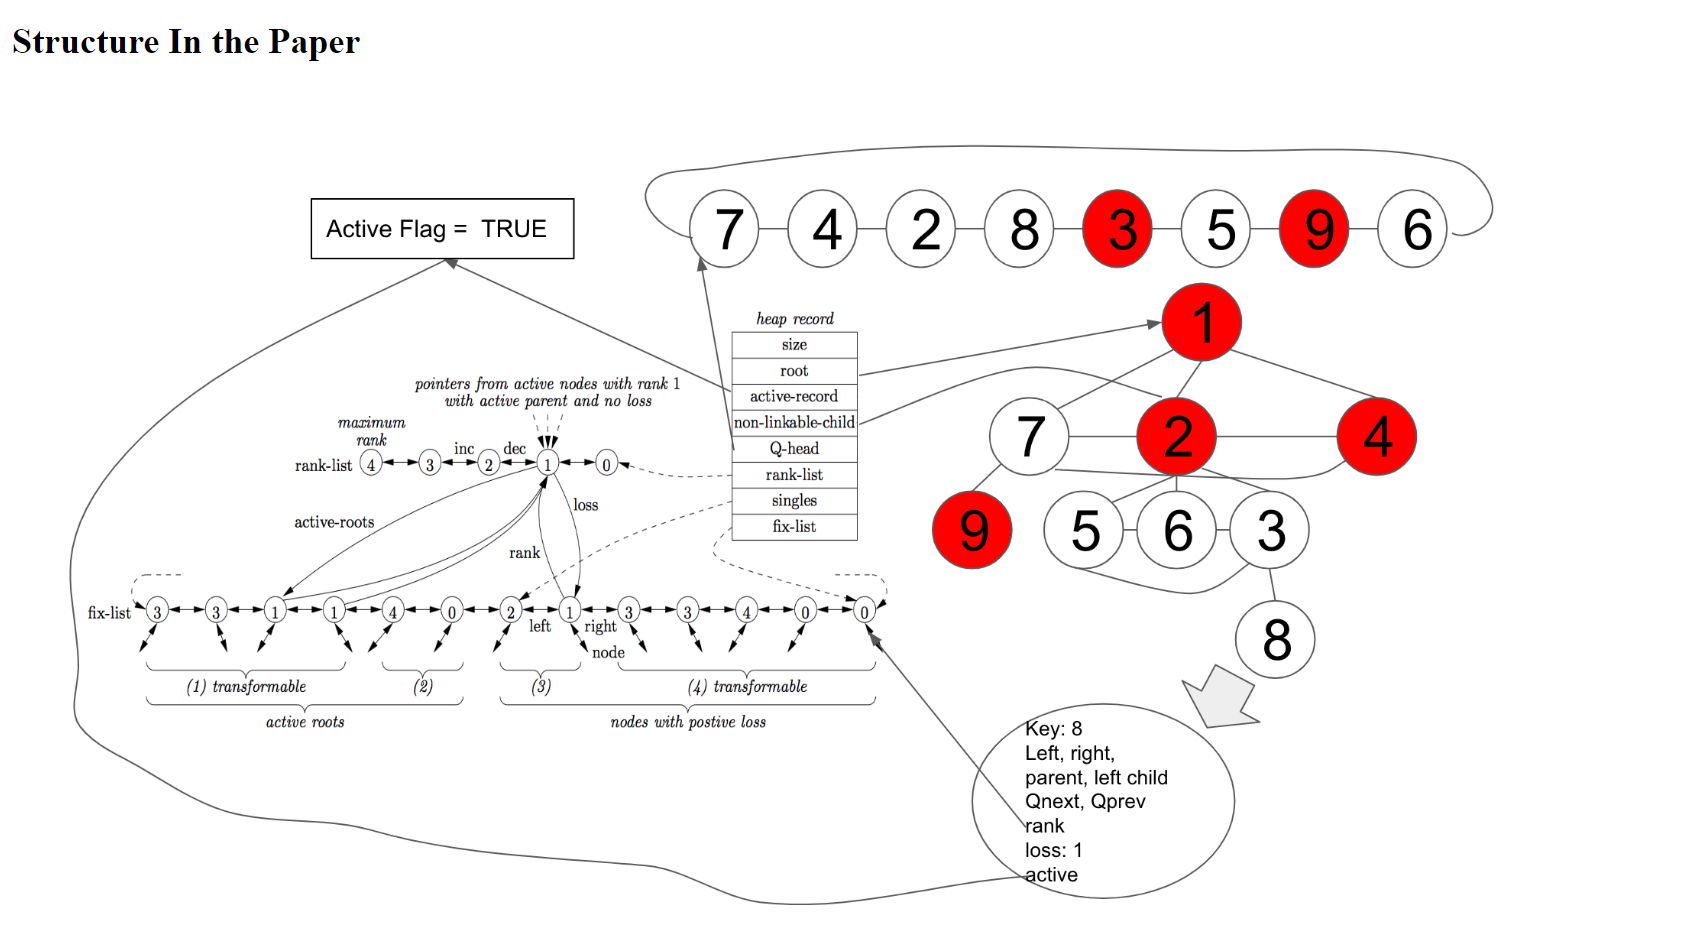 Structure In the Paper
7 4 2 8 3 5 9 6
Active Flag = TRUE
heap record
size
root
active-record
non-linkable-child
Q-head
rank-list
singles
fix-list
1
7 2 4
9 5 6 3
8
pointers from active nodes with rank 1
with active parent and no loss
maximum
rank
inc dec
rank-list 4 3 2 1 0
active-roots
loss
rank
fix-list 3 3 1 1 4 0 2 1 3 3 4 0 0
left right
node
(1) transformable (2) (3) (4) transformable
active roots nodes with postive loss
Key: 8
Left, right,
parent, left child
Qnext, Qprev
rank
loss: 1
active